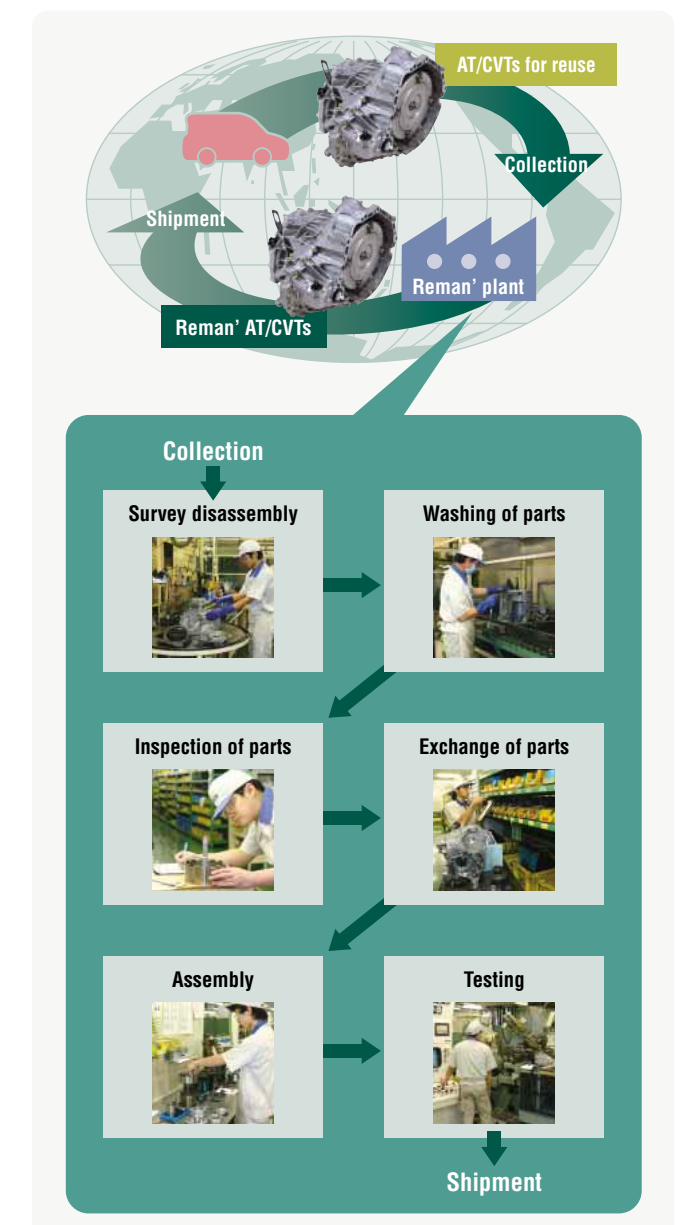 AT/CVTs for reuse
Collection
Shipment
Reman’ plant
Reman’ AT/CVTs
Collection
Survey disassembly
Washing of parts
Inspection of parts
Exchange of parts
Assembly
Testing
Shipment